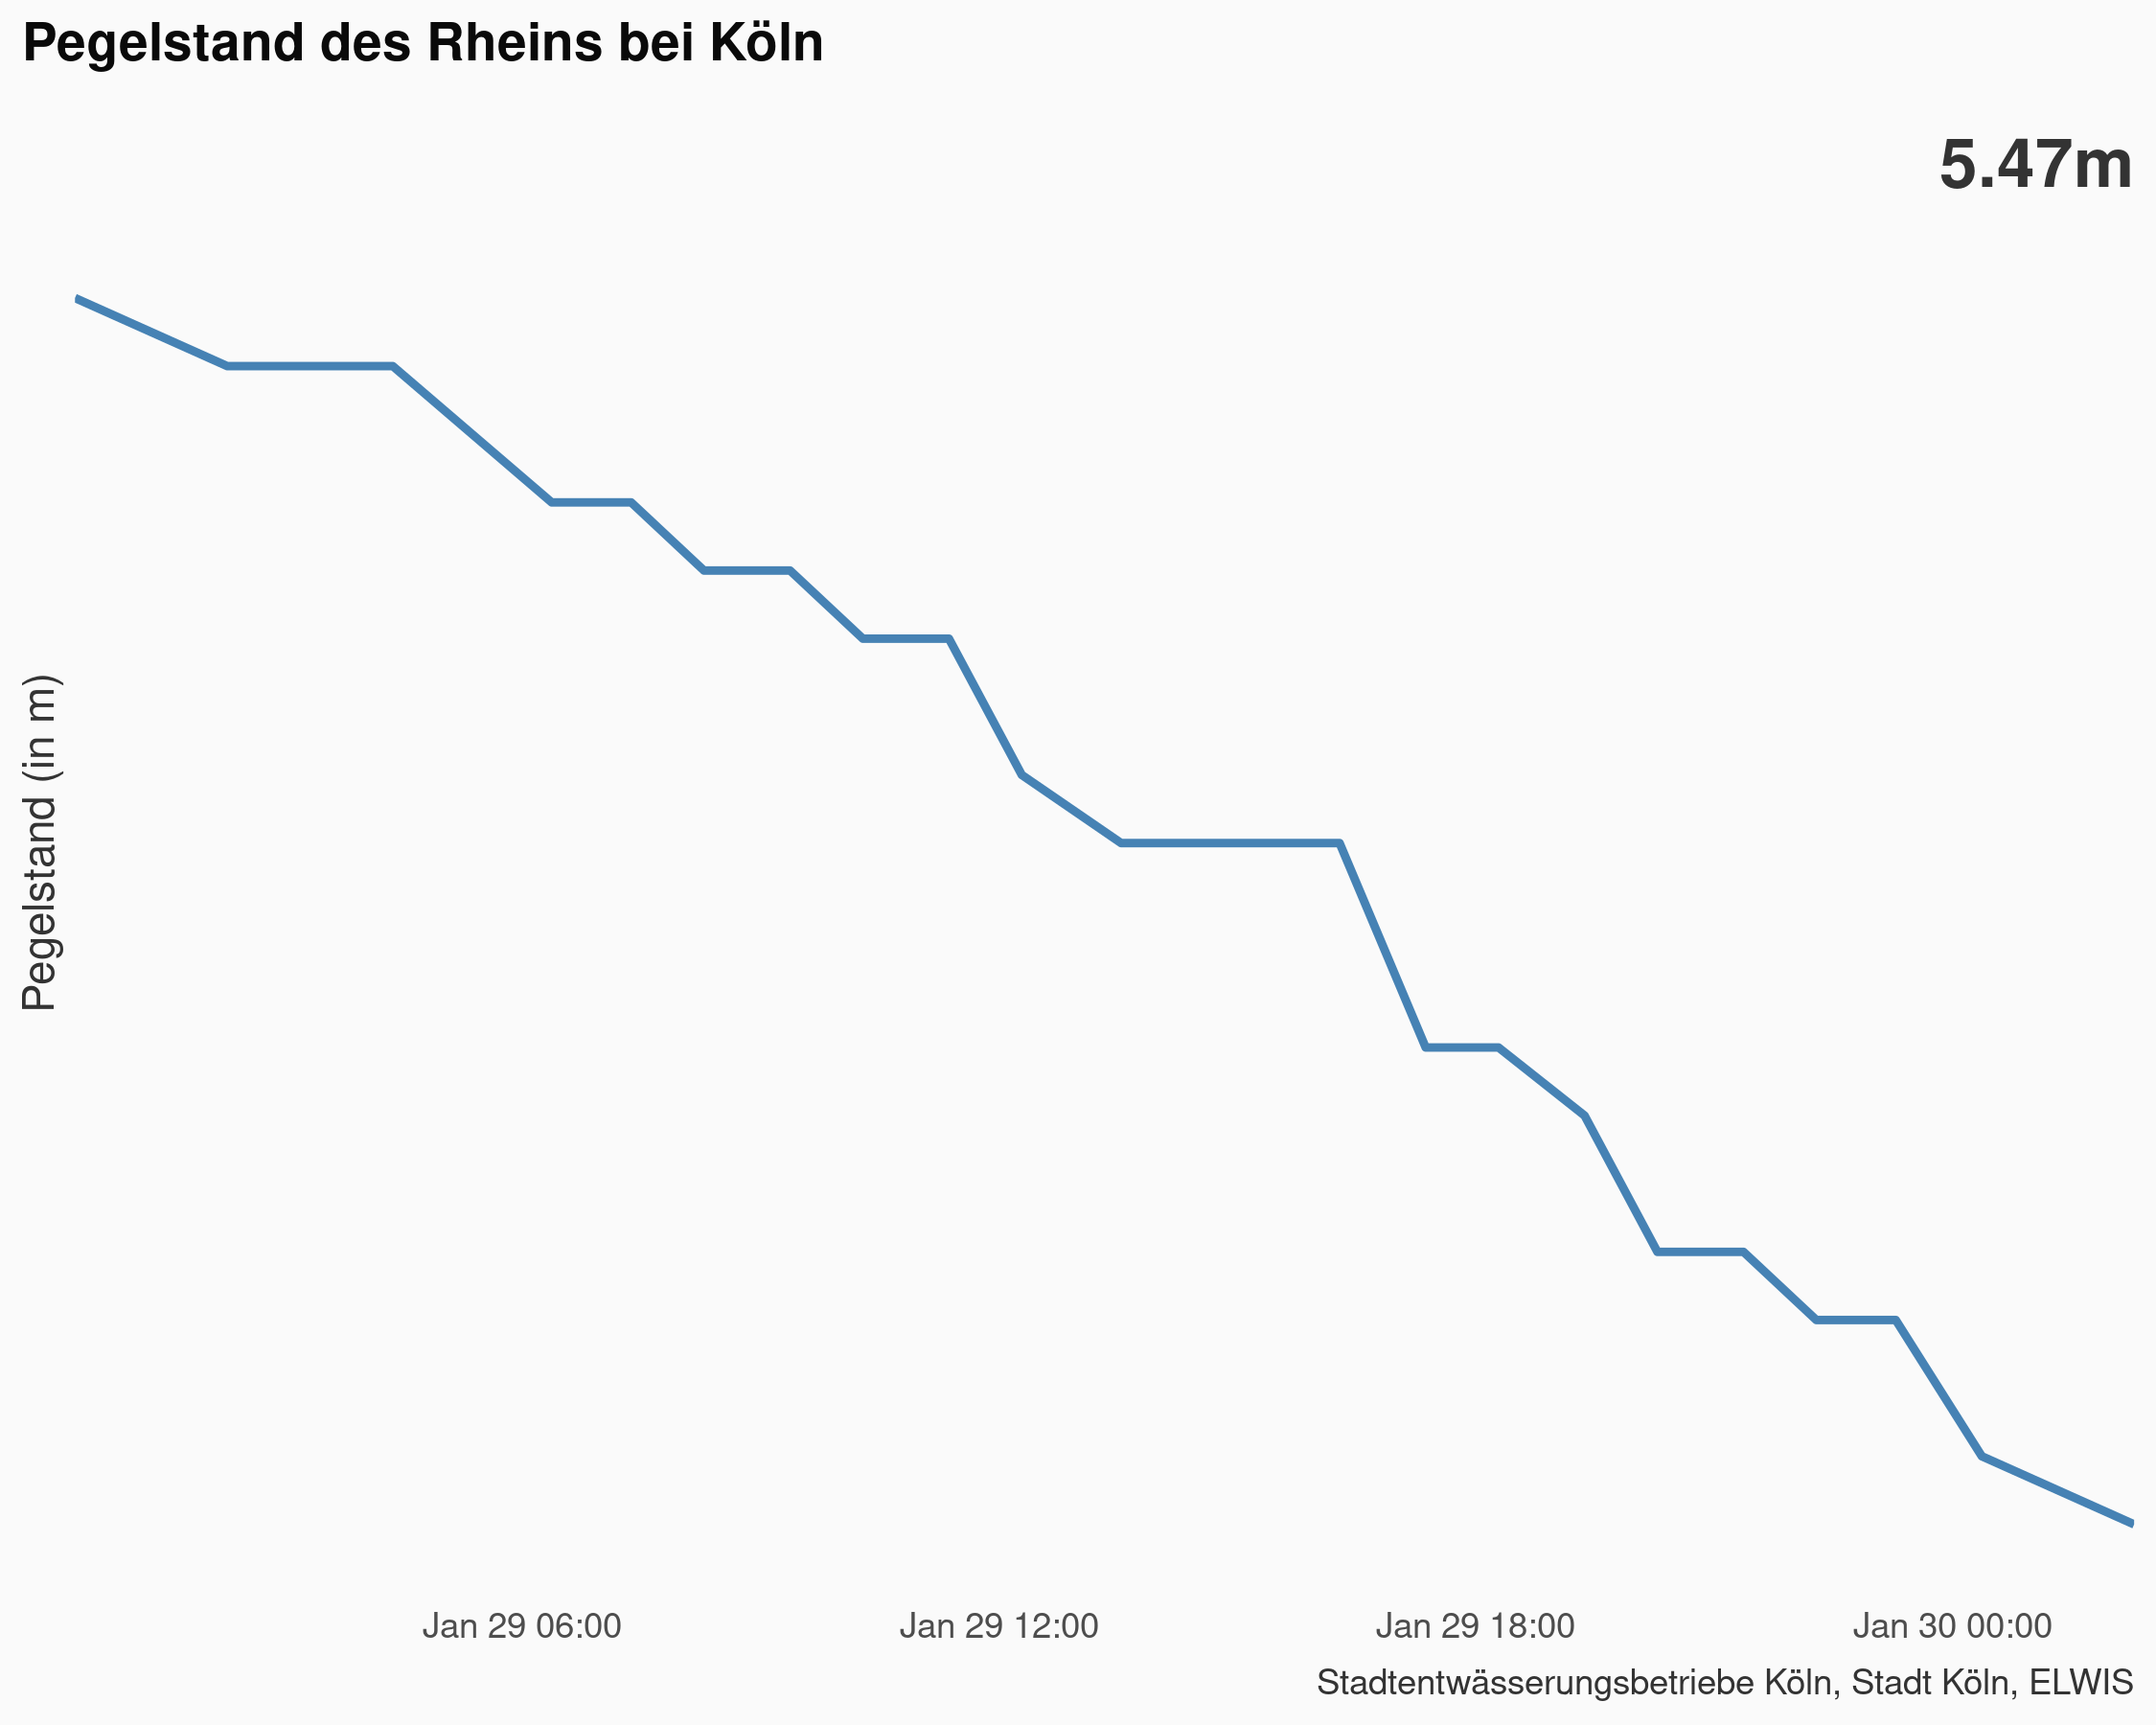 Pegelstand des Rheins bei Köln
5.47m
Pegelstand (in m)
Jan 29 06:00
Jan 29 12:00
Jan 29 18:00
Jan 30 00:00
Stadtentwässerungsbetriebe Köln, Stadt Köln, ELWIS